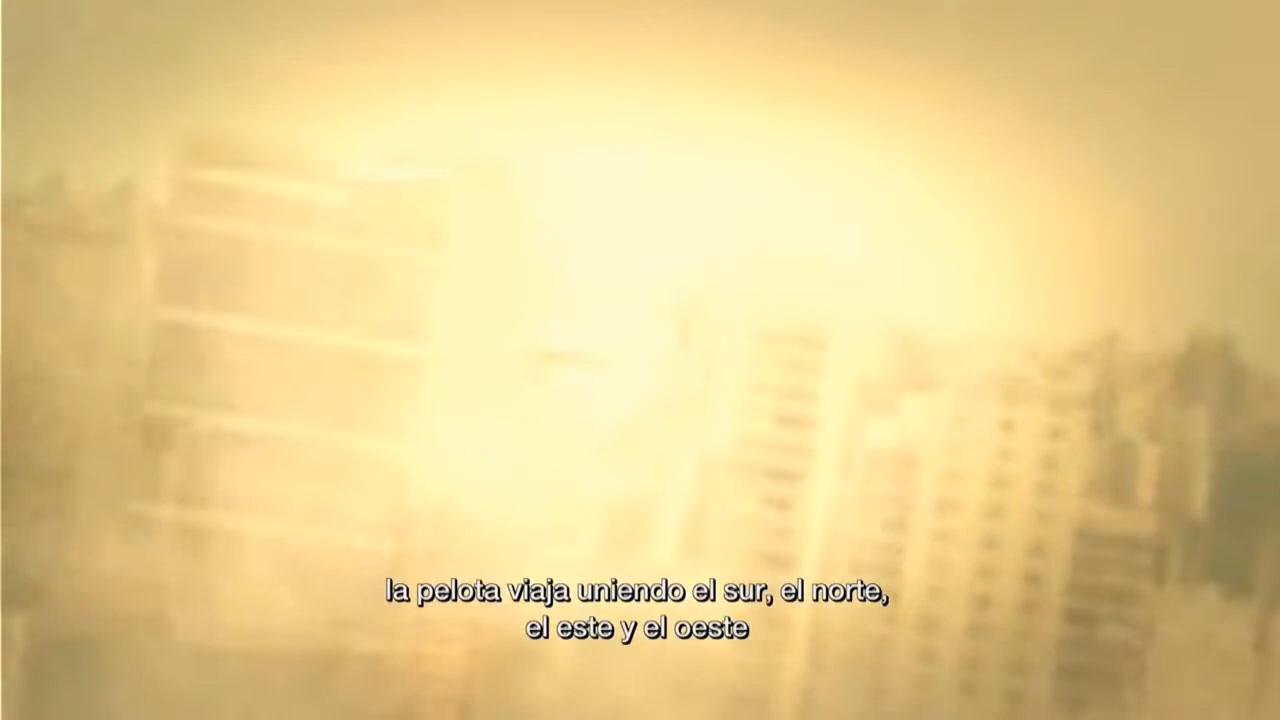 la pelota viaja uniendo el sur, el norte,
el este y el oeste